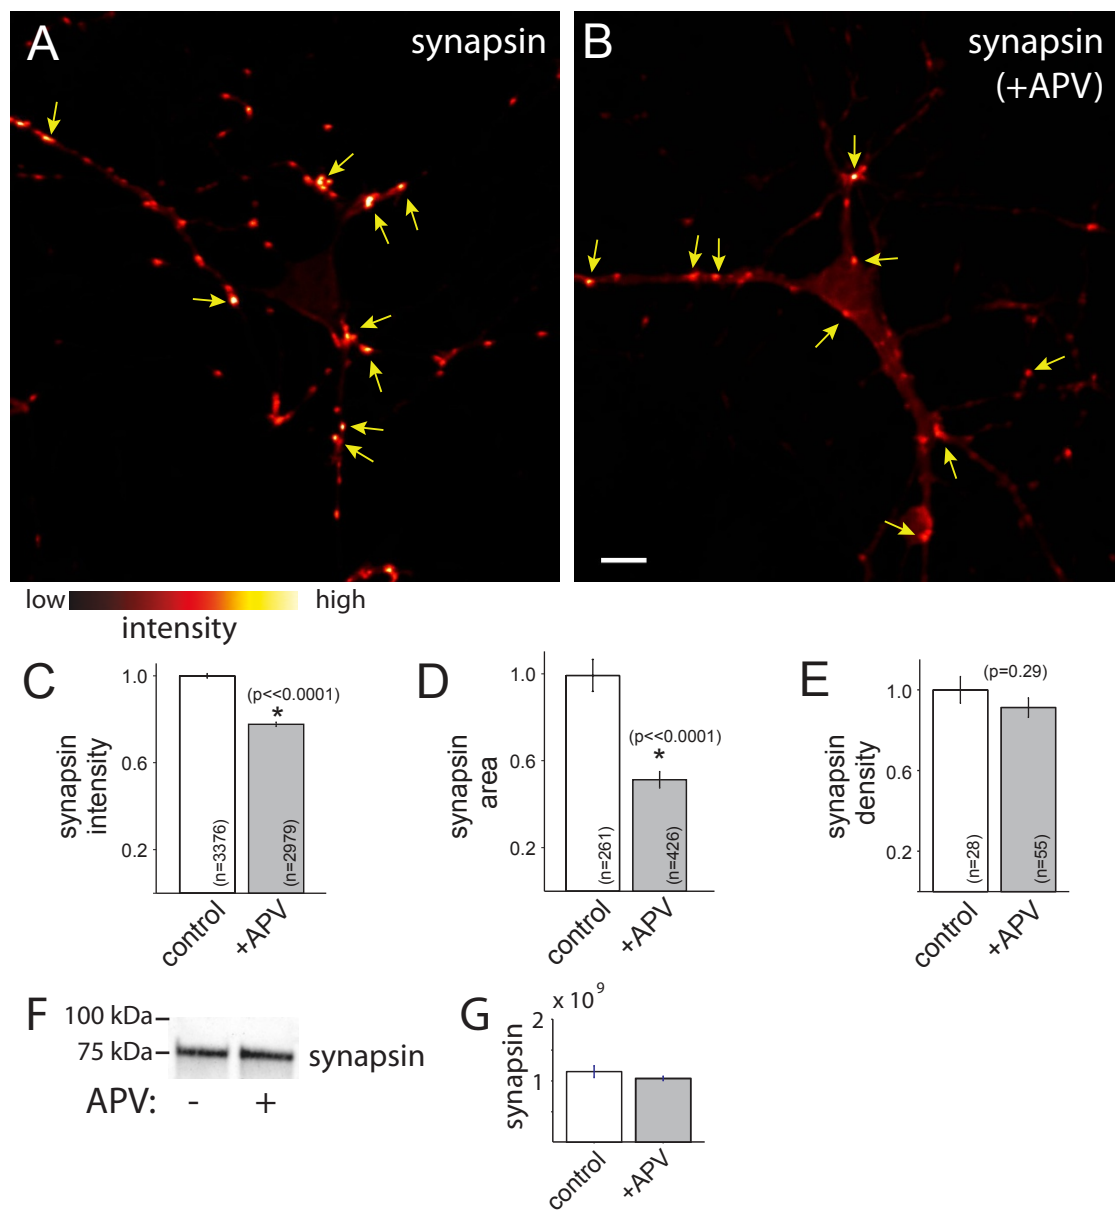 A
synapsin
B
synapsin
(+APV)
low
high
intensity
C
synapsin
intensity
1.0
0.6
0.2
(p<<0.0001)
*
(n=3376)
(n=2979)
control
+APV
D
synapsin
area
1.0
0.6
0.2
(p<<0.0001)
*
(n=261)
(n=426)
control
+APV
E
synapsin
density
1.0
0.6
0.2
(p=0.29)
(n=28)
(n=55)
control
+APV
F
100 kDa
75 kDa
synapsin
APV: - +
G
x 10⁹
synapsin
2
1
control
+APV